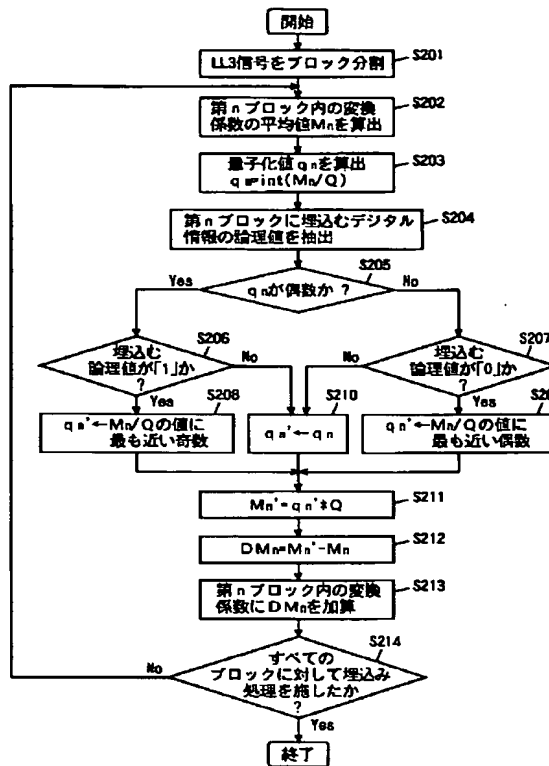 開始
LL3信号をブロック分割
S201
第nブロック内の変換
係数の平均値Mnを算出
S202
量子化値qnを算出
qn=int(Mn/Q)
S203
第nブロックに埋込むデジタル
情報の論理値を抽出
S204
S205
qnが偶数か?
Yes
No
埋込む
論理値が「1」か
?
S206
No
Yes
埋込む
論理値が「0」か
?
S207
No
Yes
S208
qn'←Mn/Qの値に
最も近い奇数
S210
qn'←qn
qn'←Mn/Qの値に
最も近い偶数
Mn'=qn'*Q
S211
DMn=Mn'-Mn
S212
第nブロック内の変換
係数にDMnを加算
S213
すべての
ブロックに対して埋込み
処理を施したか
?
S214
No
Yes
終了